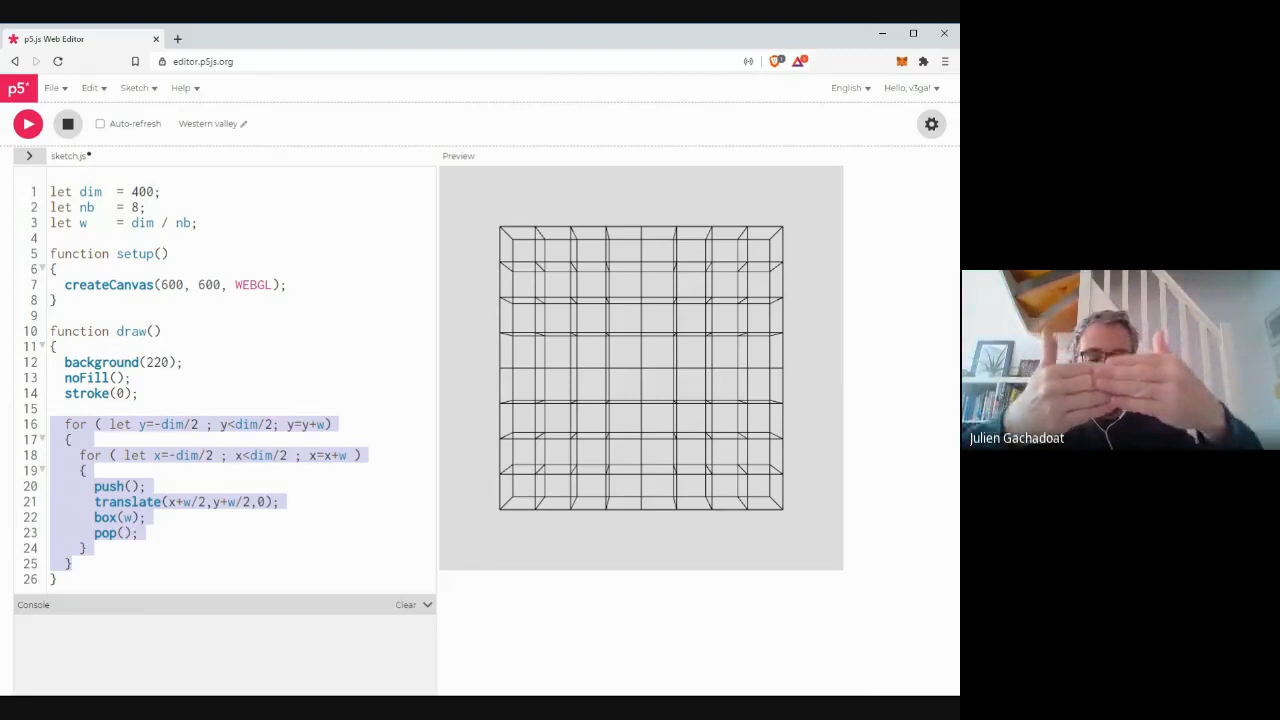 p5.js Web Editor
editor.p5js.org
p5* File Edit Sketch Help English Hello, v3ga!
Auto-refresh Western valley
sketch.js Preview
1 let dim = 400;
2 let nb = 8;
3 let w = dim / nb;
4
5 function setup()
6 {
7 createCanvas(600, 600, WEBGL);
8 }
9
10 function draw()
11 {
12 background(220);
13 noFill();
14 stroke(0);
15
16 for ( let y=-dim/2 ; y<dim/2; y=y+w)
17 {
18 for ( let x=-dim/2 ; x<dim/2 ; x=x+w )
19 {
20 push();
21 translate(x+w/2,y+w/2,0);
22 box(w);
23 pop();
24 }
25 }
26 }
Console Clear
Julien Gachadoat